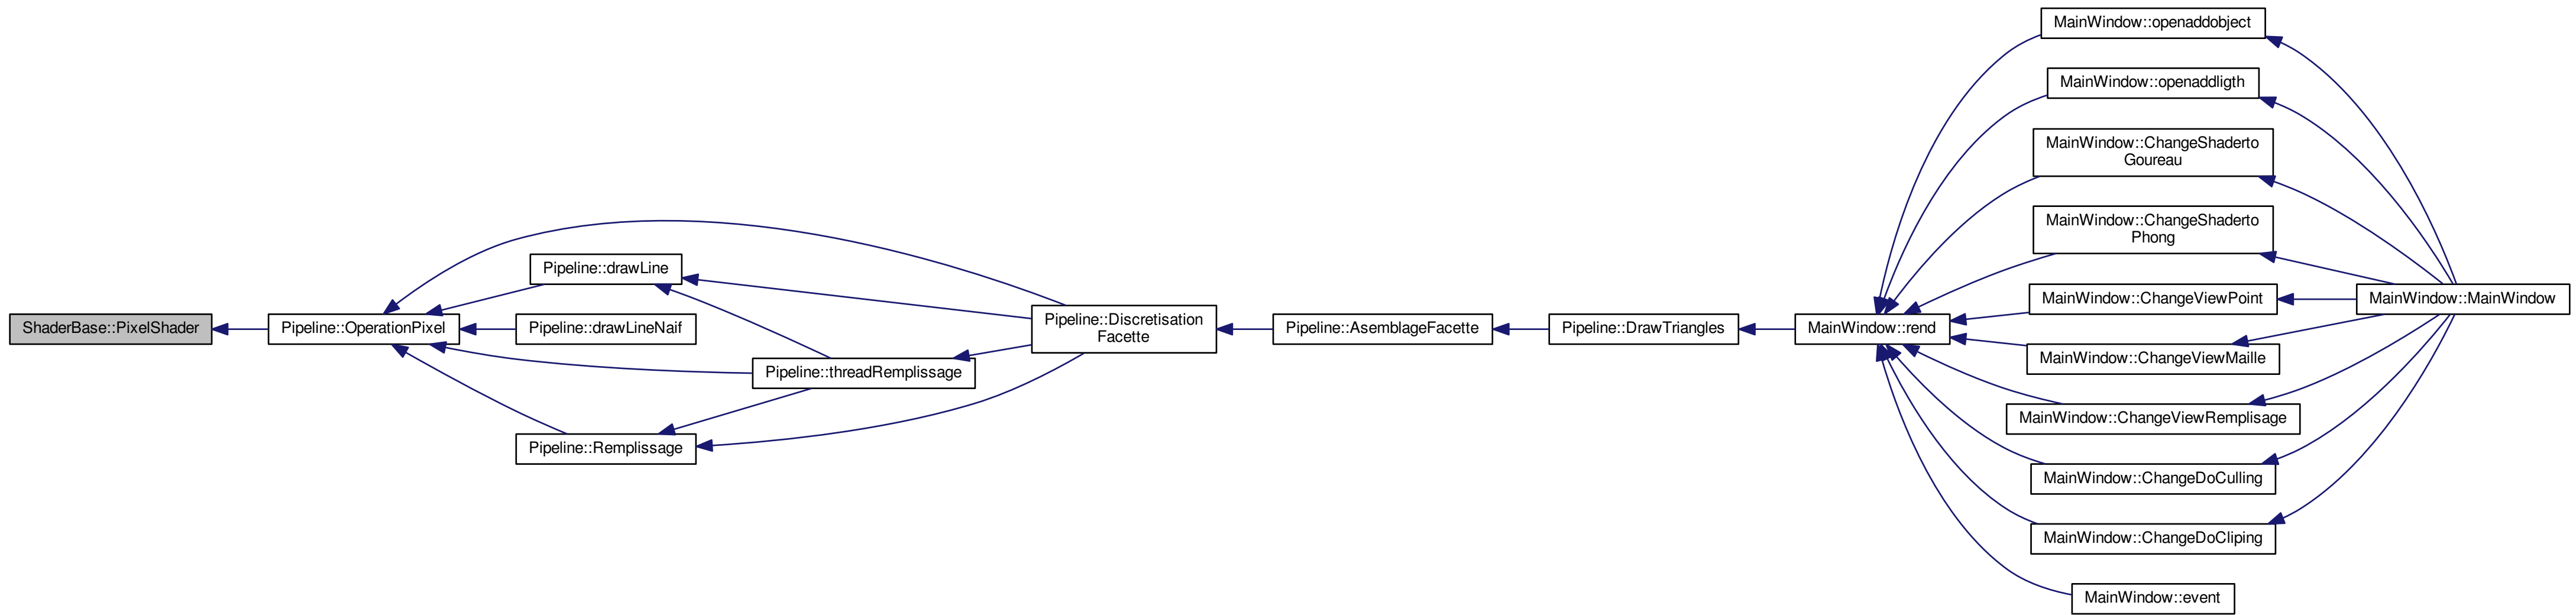 ShaderBase::PixelShader
Pipeline::OperationPixel
Pipeline::drawLine
Pipeline::drawLineNaif
Pipeline::threadRemplissage
Pipeline::Remplissage
Pipeline::Discretisation
Facette
Pipeline::AsemblageFacette
Pipeline::DrawTriangles
MainWindow::rend
MainWindow::openaddobject
MainWindow::openaddligth
MainWindow::ChangeShaderto
Goureau
MainWindow::ChangeShaderto
Phong
MainWindow::ChangeViewPoint
MainWindow::ChangeViewMaille
MainWindow::ChangeViewRemplisage
MainWindow::ChangeDoCulling
MainWindow::ChangeDoCliping
MainWindow::event
MainWindow::MainWindow